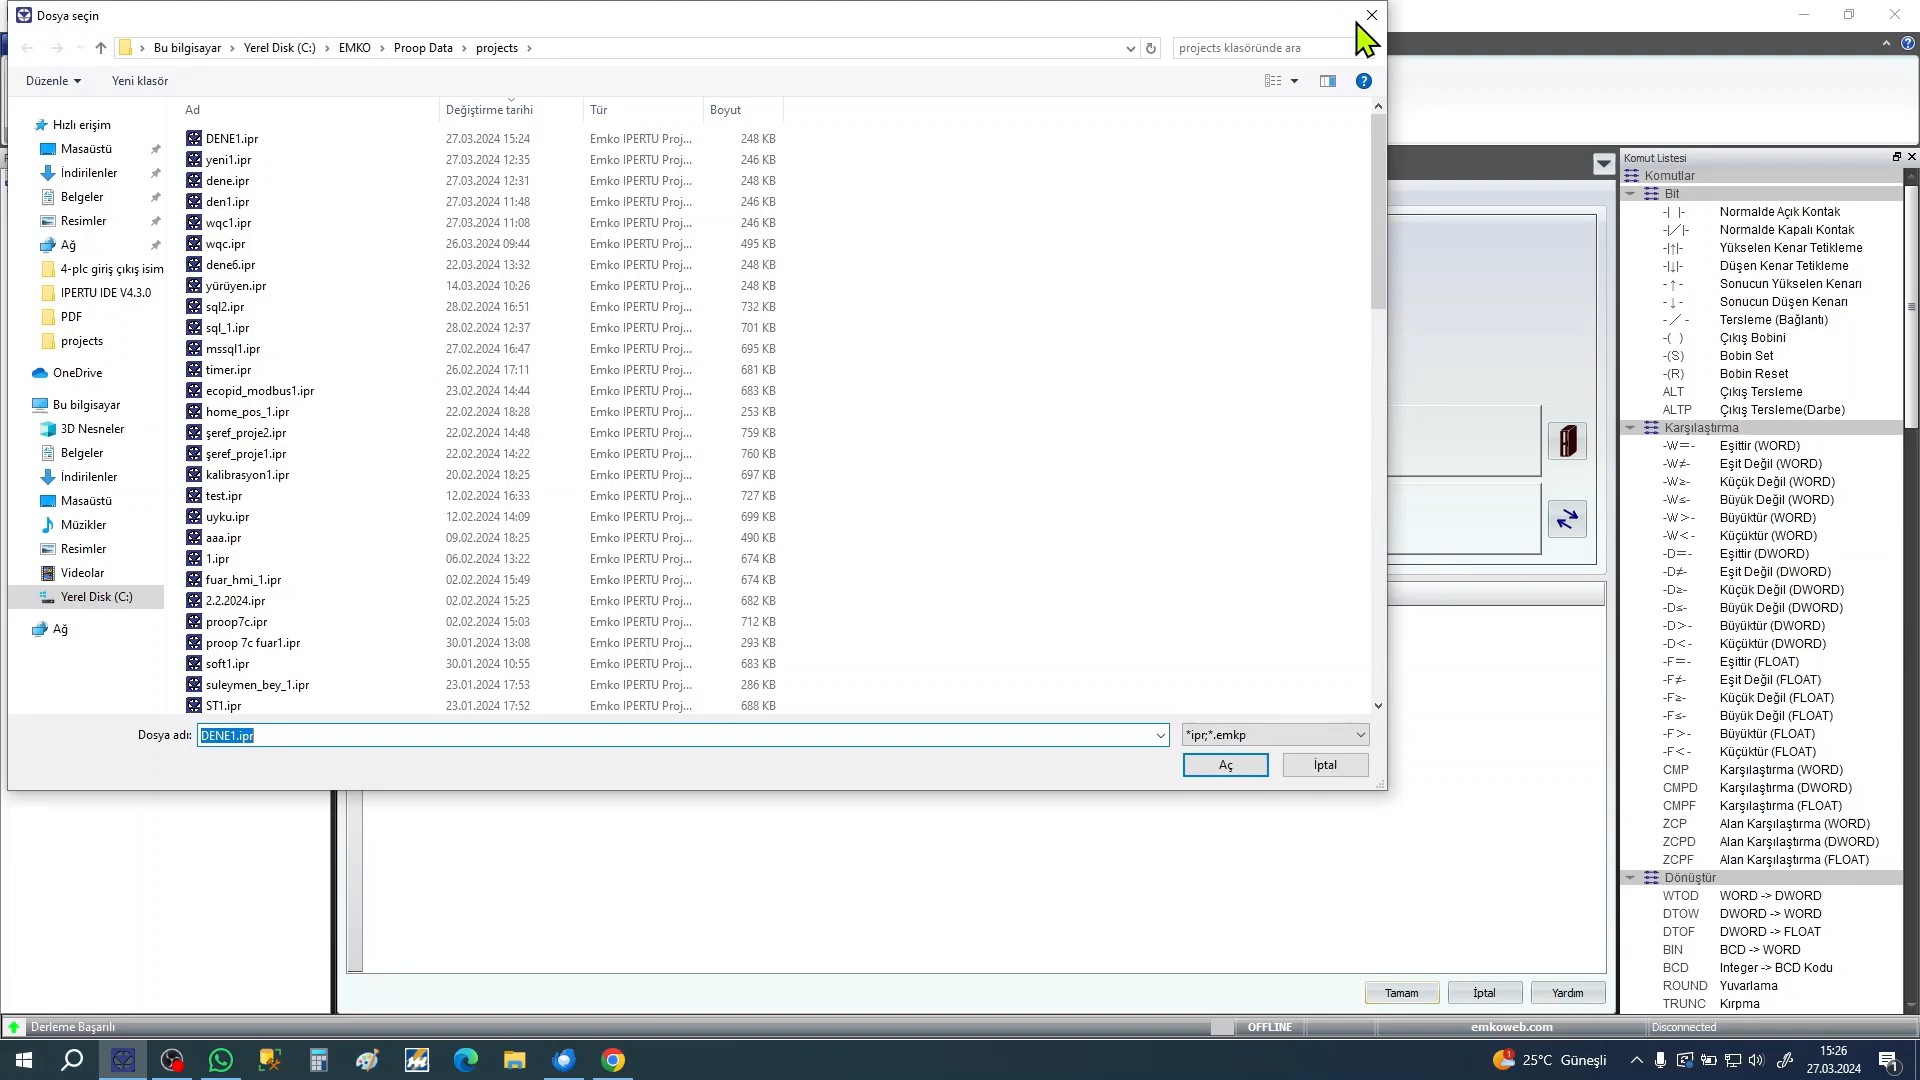 Dosya seçin
Bu bilgisayar > Yerel Disk (C:) > EMKO > Proop Data > projects >
projects klasöründe ara
Düzenle
Yeni klasör
Ad
Değiştirme tarihi
Tür
Boyut
Hızlı erişim
Masaüstü
İndirilenler
Belgeler
Resimler
Ağ
4-plc giriş çıkış isim
IPERTU IDE V4.3.0
PDF
projects
OneDrive
Bu bilgisayar
3D Nesneler
Belgeler
İndirilenler
Masaüstü
Müzikler
Resimler
Videolar
Yerel Disk (C:)
Ağ
DENE1.ipr 27.03.2024 15:24 Emko IPERTU Proj... 248 KB
yeni1.ipr 27.03.2024 12:35 Emko IPERTU Proj... 246 KB
dene.ipr 27.03.2024 12:31 Emko IPERTU Proj... 248 KB
den1.ipr 27.03.2024 11:48 Emko IPERTU Proj... 246 KB
wqc1.ipr 27.03.2024 11:08 Emko IPERTU Proj... 246 KB
wqc.ipr 26.03.2024 09:44 Emko IPERTU Proj... 495 KB
dene6.ipr 22.03.2024 13:32 Emko IPERTU Proj... 248 KB
yürüyen.ipr 14.03.2024 10:26 Emko IPERTU Proj... 248 KB
sql2.ipr 28.02.2024 16:51 Emko IPERTU Proj... 732 KB
sql_1.ipr 28.02.2024 12:37 Emko IPERTU Proj... 701 KB
mssql1.ipr 27.02.2024 16:47 Emko IPERTU Proj... 695 KB
timer.ipr 26.02.2024 17:11 Emko IPERTU Proj... 681 KB
ecopid_modbus1.ipr 23.02.2024 14:44 Emko IPERTU Proj... 683 KB
home_pos_1.ipr 22.02.2024 18:28 Emko IPERTU Proj... 253 KB
şeref_proje2.ipr 22.02.2024 14:48 Emko IPERTU Proj... 759 KB
şeref_proje1.ipr 22.02.2024 14:22 Emko IPERTU Proj... 760 KB
kalibrasyon1.ipr 20.02.2024 18:25 Emko IPERTU Proj... 697 KB
test.ipr 12.02.2024 16:33 Emko IPERTU Proj... 727 KB
uyku.ipr 12.02.2024 14:09 Emko IPERTU Proj... 699 KB
aaa.ipr 09.02.2024 18:25 Emko IPERTU Proj... 490 KB
1.ipr 06.02.2024 13:22 Emko IPERTU Proj... 674 KB
fuar_hmi_1.ipr 02.02.2024 15:49 Emko IPERTU Proj... 674 KB
2.2.2024.ipr 02.02.2024 15:25 Emko IPERTU Proj... 682 KB
proop7c.ipr 02.02.2024 15:03 Emko IPERTU Proj... 712 KB
proop 7c fuar1.ipr 30.01.2024 13:08 Emko IPERTU Proj... 293 KB
soft1.ipr 30.01.2024 10:55 Emko IPERTU Proj... 683 KB
suleymen_bey_1.ipr 23.01.2024 17:53 Emko IPERTU Proj... 286 KB
ST1.ipr 23.01.2024 17:52 Emko IPERTU Proj... 688 KB
Dosya adı: DENE1.ipr
*ipr;*.emkp
Aç
İptal
Komut Listesi
Komutlar
Bit
-| |- Normalde Açık Kontak
-|/|- Normalde Kapalı Kontak
-|↑|- Yükselen Kenar Tetikleme
-|↓|- Düşen Kenar Tetikleme
-↑- Sonucun Yükselen Kenarı
-↓- Sonucun Düşen Kenarı
-/- Tersleme (Bağlantı)
-( ) Çıkış Bobini
-(S) Bobin Set
-(R) Bobin Reset
ALT Çıkış Tersleme
ALTP Çıkış Tersleme(Darbe)
Karşılaştırma
-W=- Eşittir (WORD)
-W≠- Eşit Değil (WORD)
-W≥- Küçük Değil (WORD)
-W≤- Büyük Değil (WORD)
-W>- Büyüktür (WORD)
-W<- Küçüktür (WORD)
-D=- Eşittir (DWORD)
-D≠- Eşit Değil (DWORD)
-D≥- Küçük Değil (DWORD)
-D≤- Büyük Değil (DWORD)
-D>- Büyüktür (DWORD)
-D<- Küçüktür (DWORD)
-F=- Eşittir (FLOAT)
-F≠- Eşit Değil (FLOAT)
-F≥- Küçük Değil (FLOAT)
-F≤- Büyük Değil (FLOAT)
-F>- Büyüktür (FLOAT)
-F<- Küçüktür (FLOAT)
CMP Karşılaştırma (WORD)
CMPD Karşılaştırma (DWORD)
CMPF Karşılaştırma (FLOAT)
ZCP Alan Karşılaştırma (WORD)
ZCPD Alan Karşılaştırma (DWORD)
ZCPF Alan Karşılaştırma (FLOAT)
Dönüştür
WTOD WORD -> DWORD
DTOW DWORD -> WORD
DTOF DWORD -> FLOAT
BIN BCD -> WORD
BCD Integer -> BCD Kodu
ROUND Yuvarlama
TRUNC Kırpma
Tamam
İptal
Yardım
Derleme Başarılı
OFFLINE
emkoweb.com
Disconnected
25°C Güneşli
15:26
27.03.2024